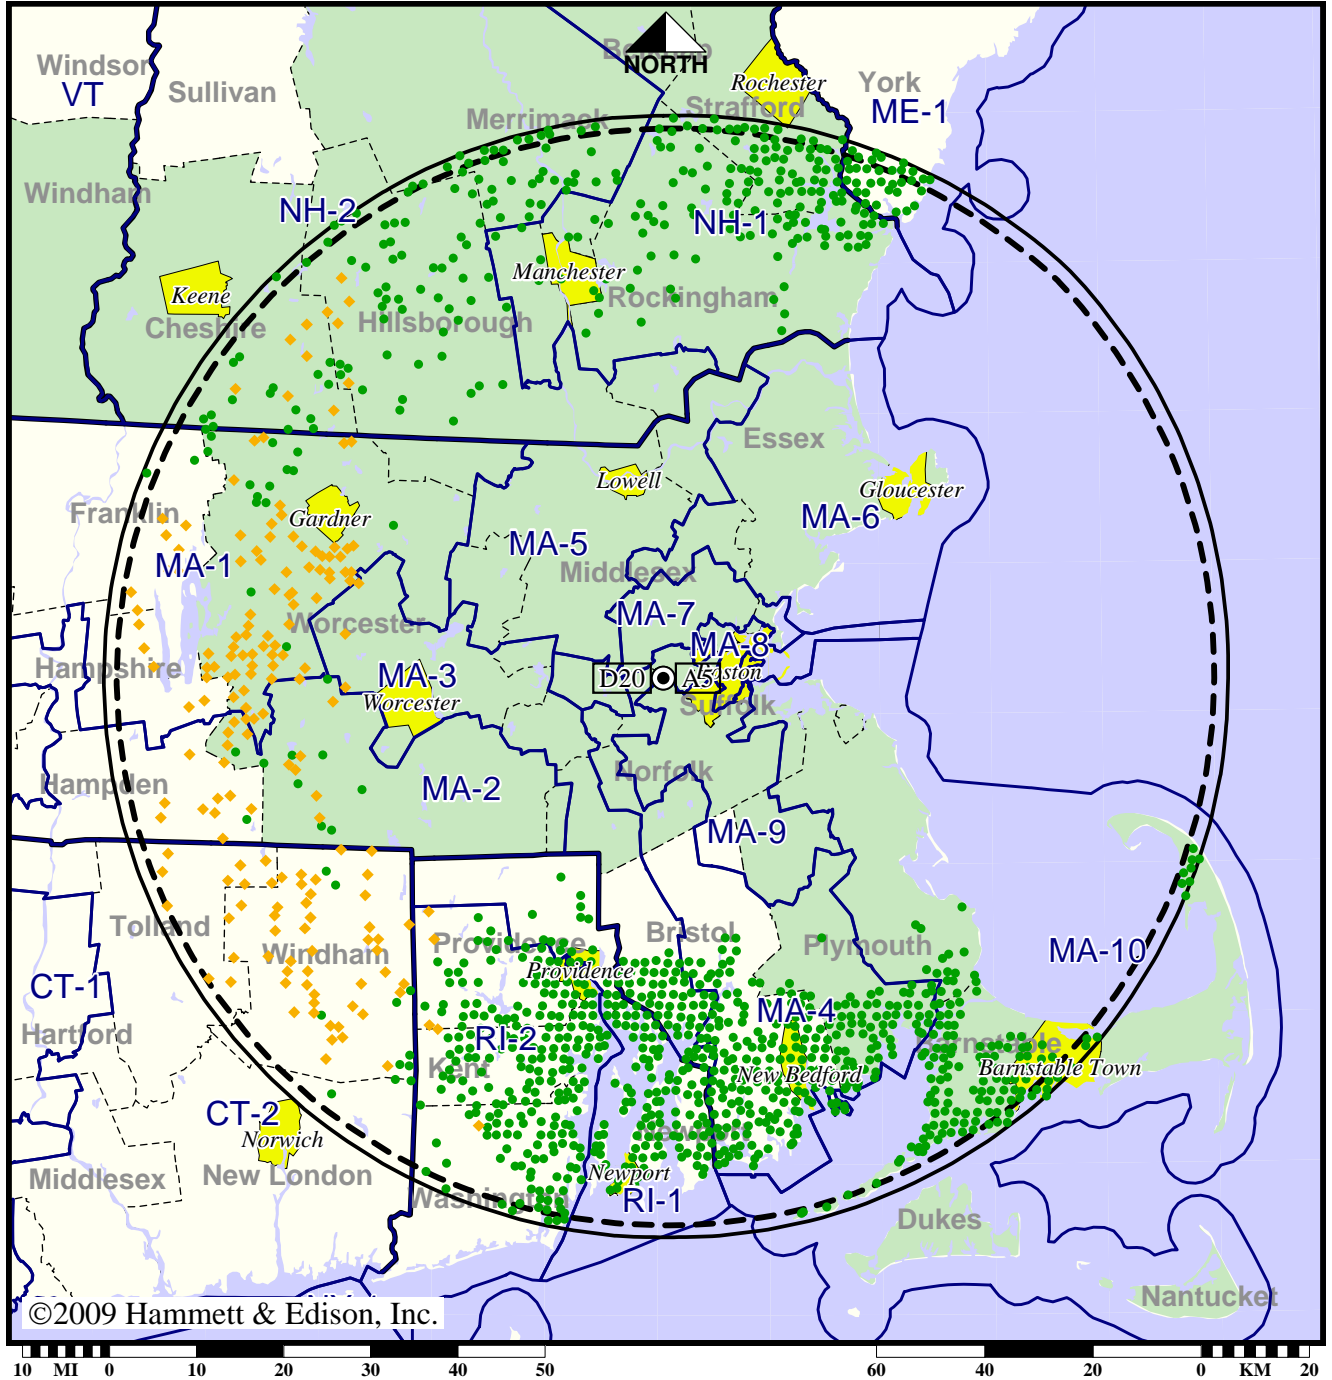 NORTH
Windsor
VT
Sullivan
Merrimack
Strafford
Rochester
York
ME-1
Windham
NH-2
NH-1
Keene
Cheshire
Manchester
Hillsborough
Rockingham
Essex
Lowell
Gloucester
MA-6
Franklin
Gardner
MA-1
MA-5
Middlesex
Worcester
MA-7
MA-8
Hampshire
MA-3
Worcester
D20
A5
Boston
Suffolk
Hampden
MA-2
Norfolk
MA-9
Tolland
Windham
Providence
Bristol
Plymouth
MA-10
Providence
CT-1
Hartford
RI-2
MA-4
Kent
Barnstable
Barnstable Town
New Bedford
CT-2
Norwich
Newport
Middlesex
New London
Newport
Washington
RI-1
Dukes
Nantucket
©2009 Hammett & Edison, Inc.
10 MI 0 10 20 30 40 50
60 40 20 0 KM 20